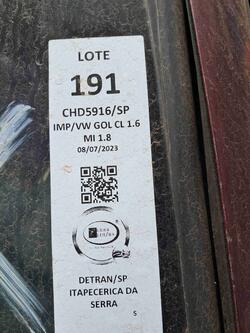 LOTE
191
CHD5916/SP
IMP/VW GOL CL 1.6
MI 1.8
08/07/2023
DETRAN/SP
ITAPECERICA DA
SERRA
S